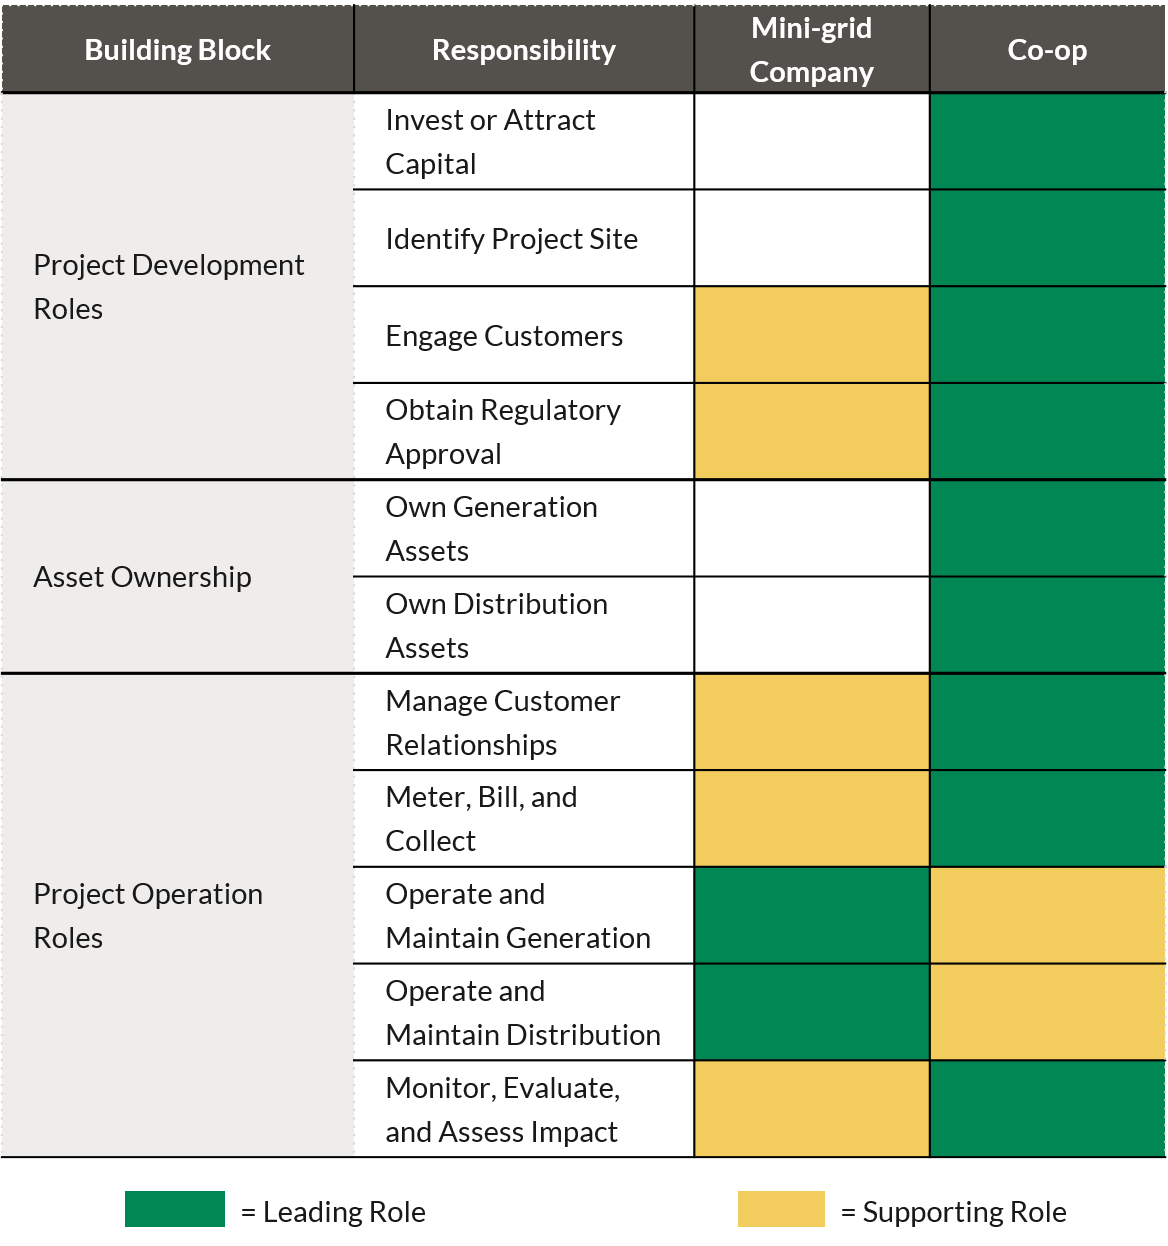 Building Block
Responsibility
Mini-grid
Company
Co-op
Project Development
Roles
Invest or Attract
Capital
Identify Project Site
Engage Customers
Obtain Regulatory
Approval
Asset Ownership
Own Generation
Assets
Own Distribution
Assets
Project Operation
Roles
Manage Customer
Relationships
Meter, Bill, and
Collect
Operate and
Maintain Generation
Operate and
Maintain Distribution
Monitor, Evaluate,
and Assess Impact
= Leading Role
= Supporting Role